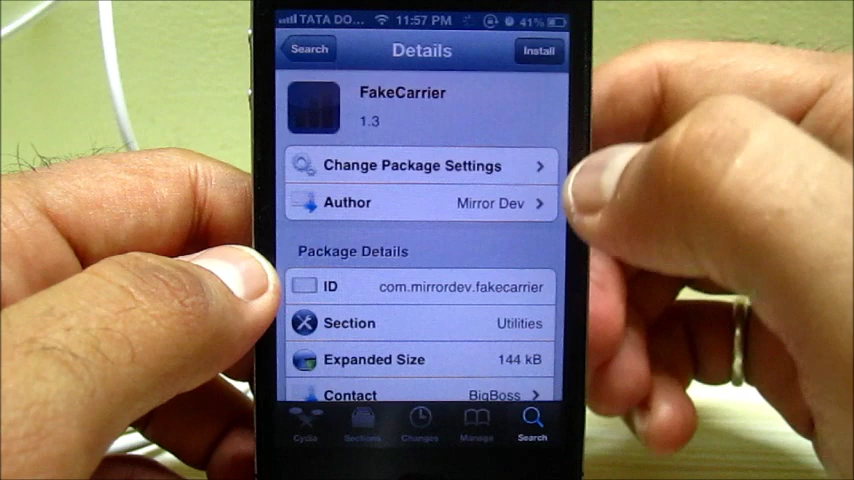 TATA DO... 11:57 PM 41%
Search Details Install
FakeCarrier
1.3
Change Package Settings
Author Mirror Dev
Package Details
ID com.mirrordev.fakecarrier
Section Utilities
Expanded Size 144 kB
Contact BigBoss
Cydia Sections Changes Manage Search